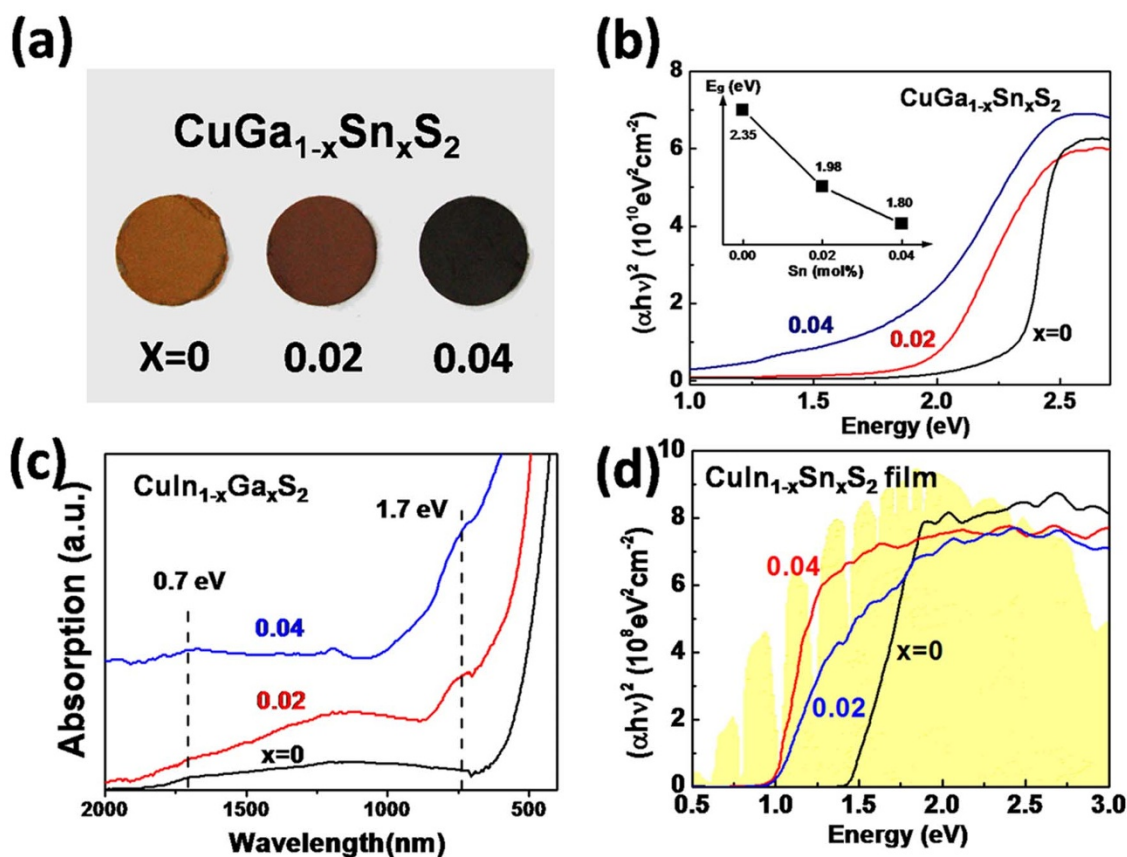 (a)
CuGa₁₋ₓSnₓS₂
X=0 0.02 0.04
(b)
8
6
4
2
0
(αhν)² (10¹⁰eV²cm⁻²)
CuGa₁₋ₓSnₓS₂
E_g (eV)
2.35
1.98
1.80
0.00 0.02 0.04
Sn (mol%)
0.04
0.02
x=0
1.0 1.5 2.0 2.5
Energy (eV)
(c)
Absorption (a.u.)
CuIn₁₋ₓGaₓS₂
1.7 eV
0.7 eV
0.04
0.02
x=0
2000 1500 1000 500
Wavelength(nm)
(d)
10
8
6
4
2
0
(αhν)² (10⁸eV²cm⁻²)
CuIn₁₋ₓSnₓS₂ film
0.04
x=0
0.02
0.5 1.0 1.5 2.0 2.5 3.0
Energy (eV)